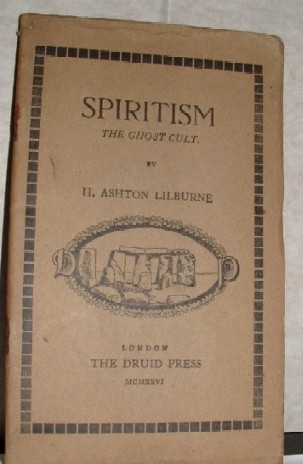 SPIRITISM
THE GHOST CULT.
BY
H. ASHTON LILBURNE
LONDON
THE DRUID PRESS
MCMXXVI